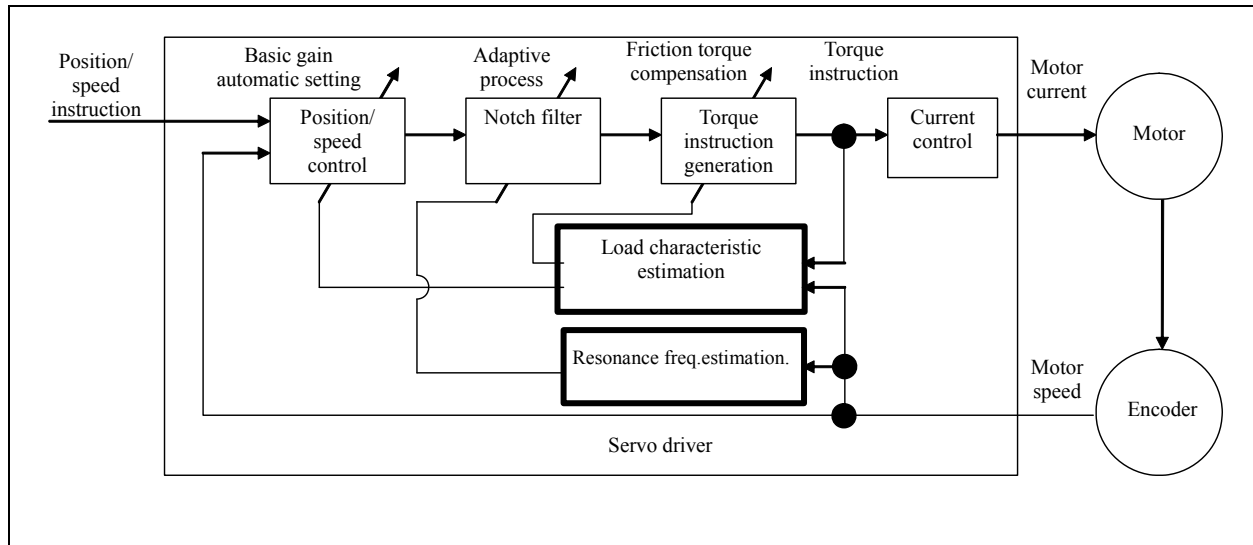 Position/
speed
instruction
Basic gain
automatic setting
Adaptive
process
Friction torque
compensation
Torque
instruction
Motor
current
Position/
speed
control
Notch filter
Torque
instruction
generation
Current
control
Motor
Load characteristic
estimation
Resonance freq.estimation.
Motor
speed
Encoder
Servo driver